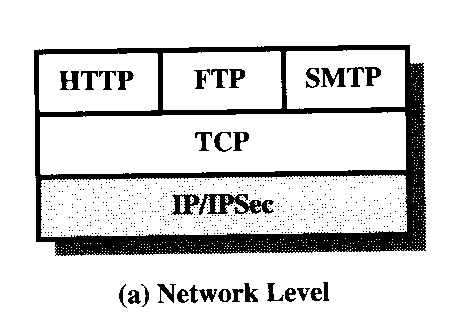 HTTP FTP SMTP
TCP
IP/IPSec
(a) Network Level